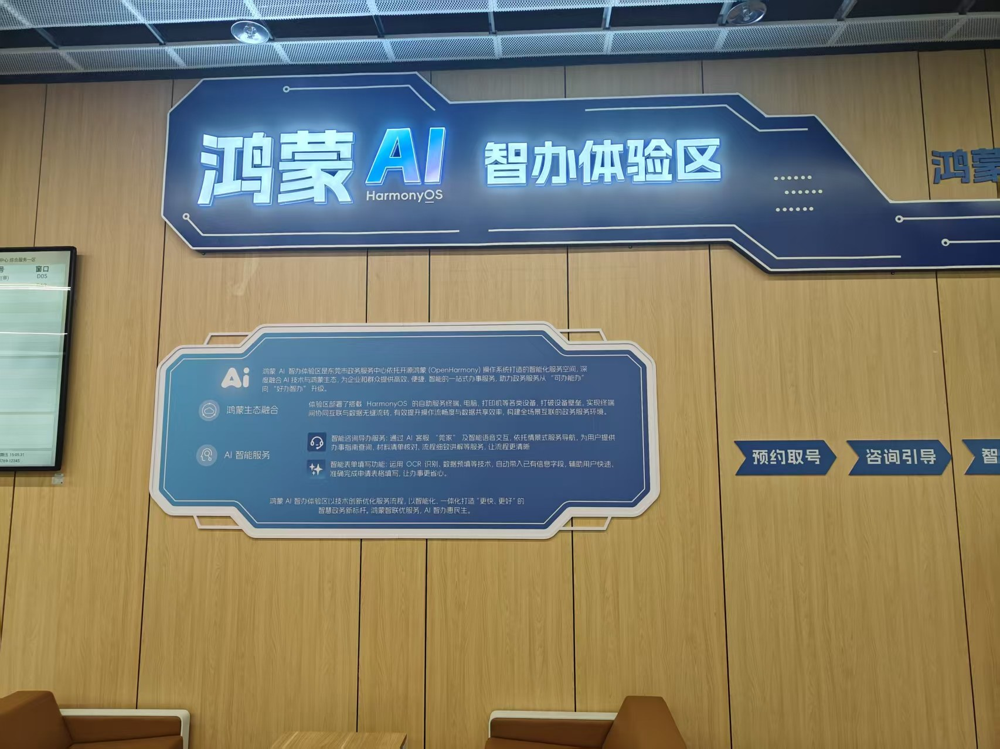 鸿蒙 AI 智办体验区
HarmonyOS
鸿蒙
中心 综合服务一区
号 窗口
D05
15:05:31
0769-12345
鸿蒙 AI 智办体验区是东莞市政务服务中心依托开源鸿蒙 (OpenHarmony) 操作系统打造的智能化服务空间, 深
Ai 度融合 AI 技术与鸿蒙生态, 为企业和群众提供高效、便捷、智能的一站式办事服务, 助力政务服务从 “可办能办”
向 “好办智办” 升级。
鸿蒙生态融合
体验区部署了搭载 HarmonyOS 的自助服务终端、电脑、打印机等各类设备, 打破设备壁垒, 实现终端
间协同互联与数据无缝流转, 有效提升操作流畅度与数据共享效率, 构建全场景互联的政务服务环境。
AI 智能服务
智能咨询导办服务: 通过 AI 客服 “莞家” 及智能语音交互, 依托情景式服务导航, 为用户提供
办事指南查询、材料清单核对、流程细致讲解等服务, 让流程更清晰
智能表单填写功能: 运用 OCR 识别、数据预填等技术, 自动带入已有信息字段, 辅助用户快速、
准确完成申请表格填写, 让办事更省心。
鸿蒙 AI 智办体验区以技术创新优化服务流程, 以智能化、一体化打造 “更快、更好” 的
智慧政务新标杆。鸿蒙智联优服务, AI 智办惠民生。
预约取号 咨询引导 智